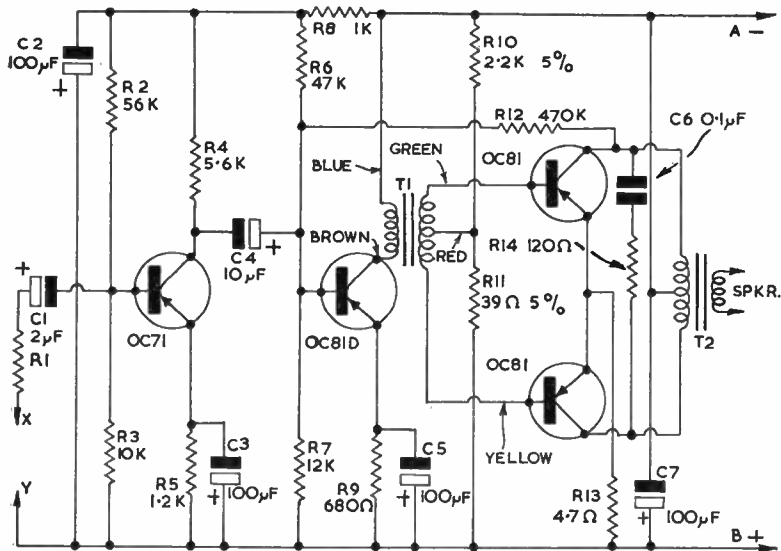 C2
100µF
+
R2
56K
R4
5.6K
R8 1K
R6
47K
R10
2.2K 5%
A –
R12 470K
C6 0.1µF
GREEN
OC81
BLUE
T1
C4
10µF
+
BROWN
RED
R14 120Ω
R11
39Ω 5%
SPKR.
T2
+
C1
2µF
R1
OC71
OC81D
OC81
X
R3
10K
C3
R7
12K
C5
YELLOW
C7
Y
R5
1.2K
+
100µF
R9
680Ω
+
100µF
R13
4.7Ω
+
100µF
B +